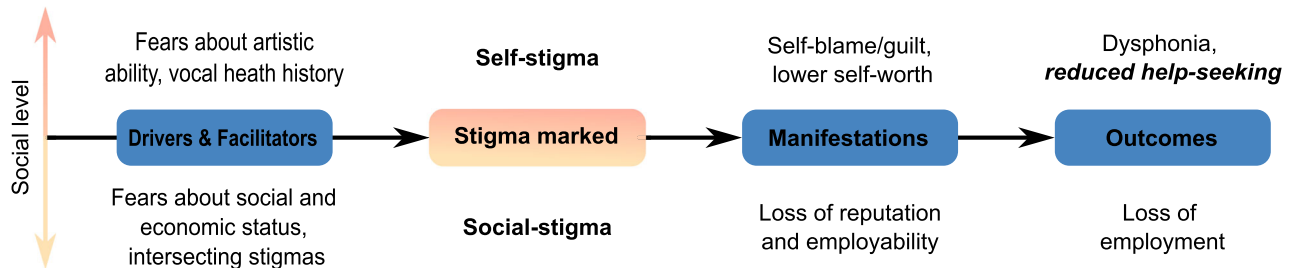 Social level
Fears about artistic
ability, vocal heath history
Drivers & Facilitators
Fears about social and
economic status,
intersecting stigmas
Self-stigma
Stigma marked
Social-stigma
Self-blame/guilt,
lower self-worth
Manifestations
Loss of reputation
and employability
Dysphonia,
reduced help-seeking
Outcomes
Loss of
employment